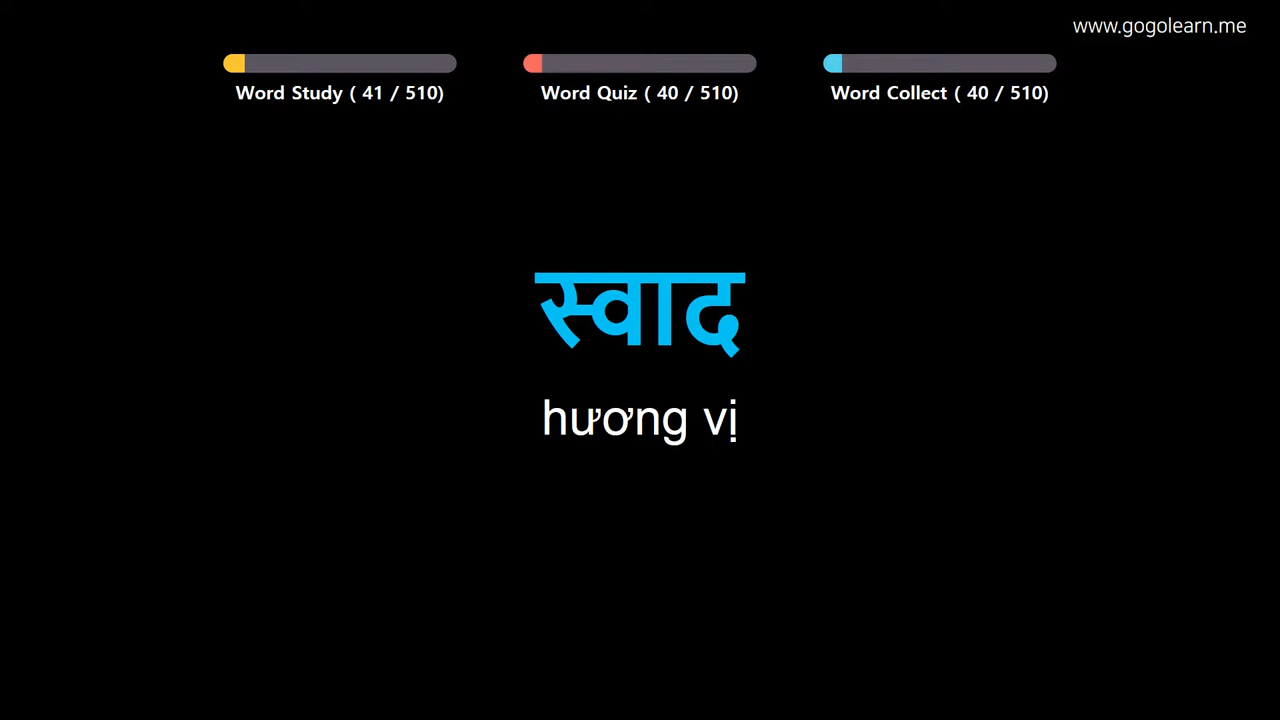 www.gogolearn.me
Word Study ( 41 / 510)
Word Quiz ( 40 / 510)
Word Collect ( 40 / 510)
स्वाद
hương vị